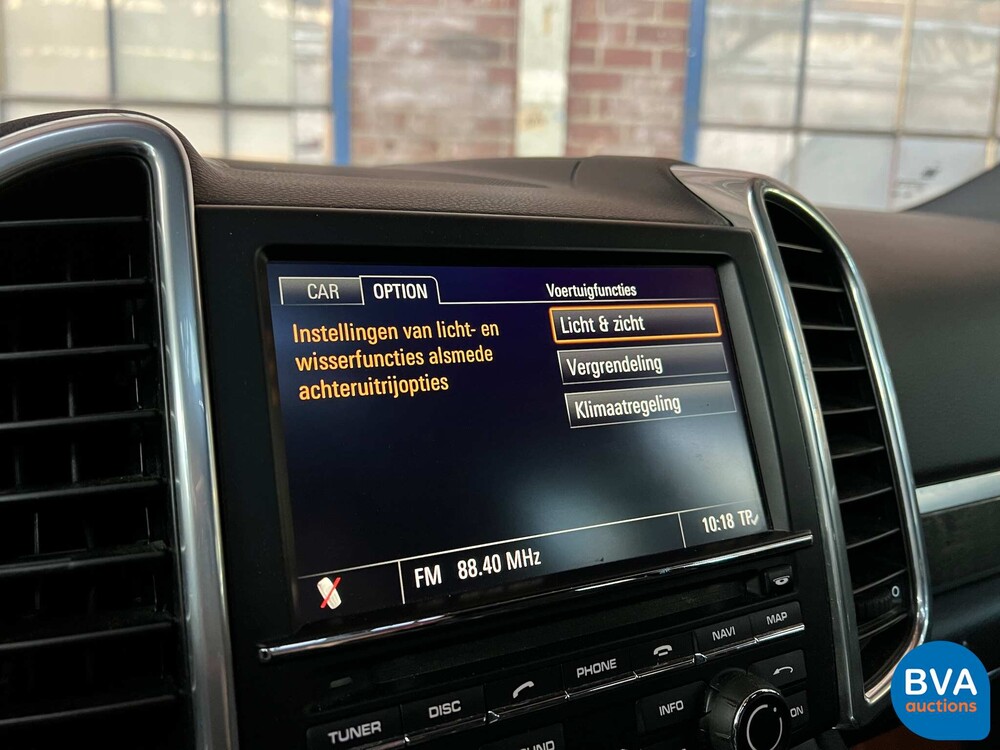 CAR OPTION Voertuigfuncties
Instellingen van licht- en
wisserfuncties alsmede
achteruitrijopties
Licht & zicht
Vergrendeling
Klimaatregeling
FM 88.40 MHz
10:18 TP
TUNER DISC PHONE NAVI MAP
INFO
BVA
auctions